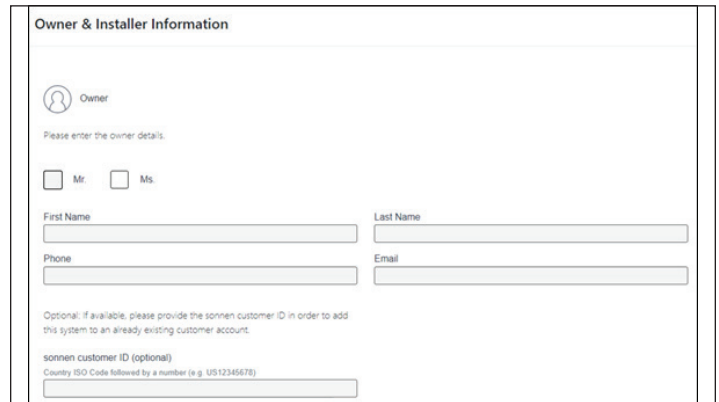 Owner & Installer Information
Owner
Please enter the owner details.
Mr. Ms.
First Name Last Name
Phone Email
Optional: If available, please provide the sonnen customer ID in order to add
this system to an already existing customer account.
sonnen customer ID (optional)
Country ISO Code followed by a number (e.g. US12345678)